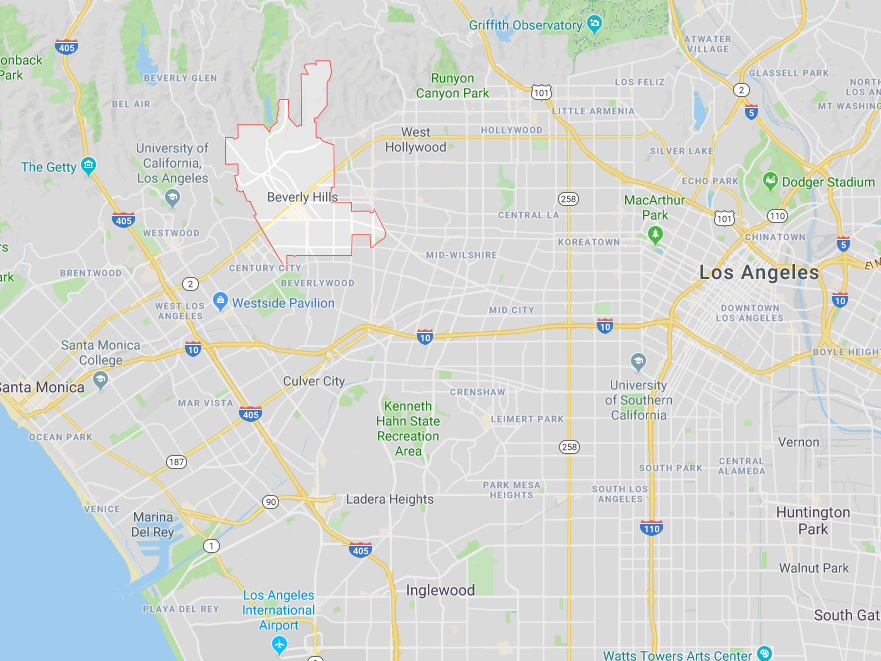 Griffith Observatory
405
onback
Park
ATWATER
VILLAGE
BEVERLY GLEN
Runyon
Canyon Park
101
LOS FELIZ
2
GLASSELL PARK
NORTH
LOS AN
BEL AIR
LITTLE ARMENIA
5
MT WASHING
West
Hollywood
HOLLYWOOD
University of
California,
Los Angeles
The Getty
SILVER LAKE
ECHO PARK
Dodger Stadium
Beverly Hills
258
MacArthur
Park
405
CENTRAL LA
101
110
WESTWOOD
KOREATOWN
CHINATOWN
5
MID-WILSHIRE
BRENTWOOD
CENTURY CITY
Los Angeles
ark
2
BEVERLYWOOD
10
WEST LOS
ANGELES
Westside Pavilion
MID CITY
DOWNTOWN
LOS ANGELES
10
10
Santa Monica
College
10
BOYLE HEIGH
Santa Monica
Culver City
University
of Southern
California
MAR VISTA
405
CRENSHAW
Kenneth
Hahn State
Recreation
Area
LEIMERT PARK
OCEAN PARK
258
Vernon
187
SOUTH PARK
CENTRAL
ALAMEDA
90
Ladera Heights
PARK MESA
HEIGHTS
SOUTH LOS
ANGELES
VENICE
Marina
Del Rey
110
Huntington
Park
1
405
Walnut Park
Inglewood
Los Angeles
International
Airport
PLAYA DEL REY
South Gat
Watts Towers Arts Center